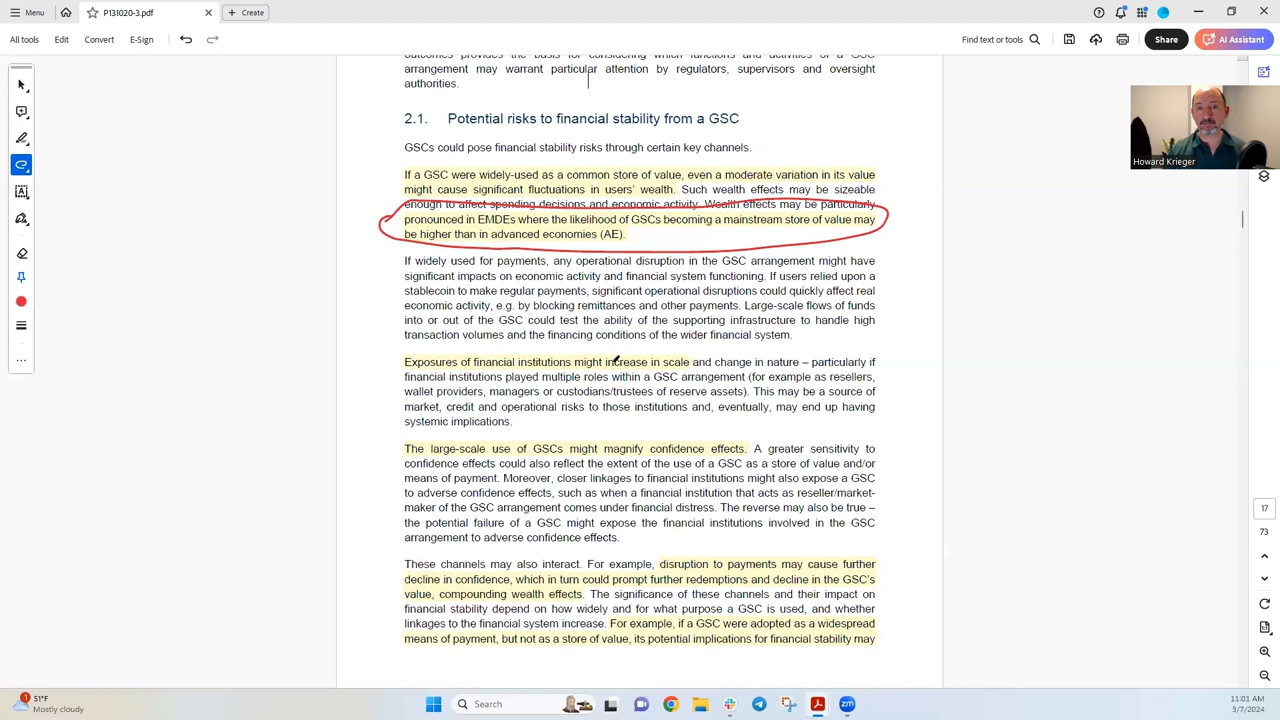 Menu
P131020-3.pdf
Create
All tools
Edit
Convert
E-Sign
Find text or tools
Share
AI Assistant
outcomes provides the basis for considering which functions and activities of a GSC
arrangement may warrant particular attention by regulators, supervisors and oversight
authorities.
2.1. Potential risks to financial stability from a GSC
GSCs could pose financial stability risks through certain key channels.
If a GSC were widely-used as a common store of value, even a moderate variation in its value
might cause significant fluctuations in users' wealth. Such wealth effects may be sizeable
enough to affect spending decisions and economic activity. Wealth effects may be particularly
pronounced in EMDEs where the likelihood of GSCs becoming a mainstream store of value may
be higher than in advanced economies (AE).
If widely used for payments, any operational disruption in the GSC arrangement might have
significant impacts on economic activity and financial system functioning. If users relied upon a
stablecoin to make regular payments, significant operational disruptions could quickly affect real
economic activity, e.g. by blocking remittances and other payments. Large-scale flows of funds
into or out of the GSC could test the ability of the supporting infrastructure to handle high
transaction volumes and the financing conditions of the wider financial system.
Exposures of financial institutions might increase in scale and change in nature – particularly if
financial institutions played multiple roles within a GSC arrangement (for example as resellers,
wallet providers, managers or custodians/trustees of reserve assets). This may be a source of
market, credit and operational risks to those institutions and, eventually, may end up having
systemic implications.
The large-scale use of GSCs might magnify confidence effects. A greater sensitivity to
confidence effects could also reflect the extent of the use of a GSC as a store of value and/or
means of payment. Moreover, closer linkages to financial institutions might also expose a GSC
to adverse confidence effects, such as when a financial institution that acts as reseller/market-
maker of the GSC arrangement comes under financial distress. The reverse may also be true –
the potential failure of a GSC might expose the financial institutions involved in the GSC
arrangement to adverse confidence effects.
These channels may also interact. For example, disruption to payments may cause further
decline in confidence, which in turn could prompt further redemptions and decline in the GSC's
value, compounding wealth effects. The significance of these channels and their impact on
financial stability depend on how widely and for what purpose a GSC is used, and whether
linkages to the financial system increase. For example, if a GSC were adopted as a widespread
means of payment, but not as a store of value, its potential implications for financial stability may
Howard Krieger
17
73
1
51°F
Mostly cloudy
Search
zm
11:01 AM
3/7/2024